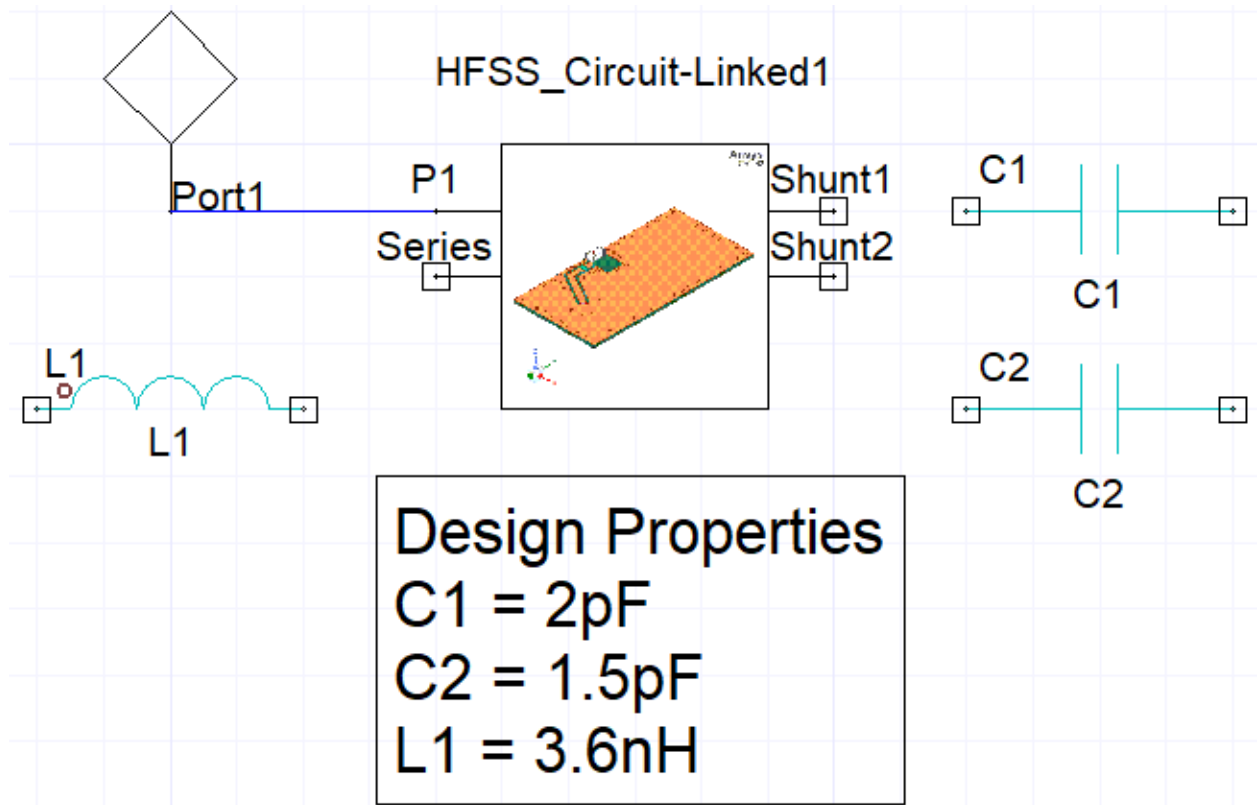 HFSS_Circuit-Linked1
Port1
P1
Series
Shunt1
Shunt2
C1
C1
C2
C2
L1
L1
Design Properties
C1 = 2pF
C2 = 1.5pF
L1 = 3.6nH